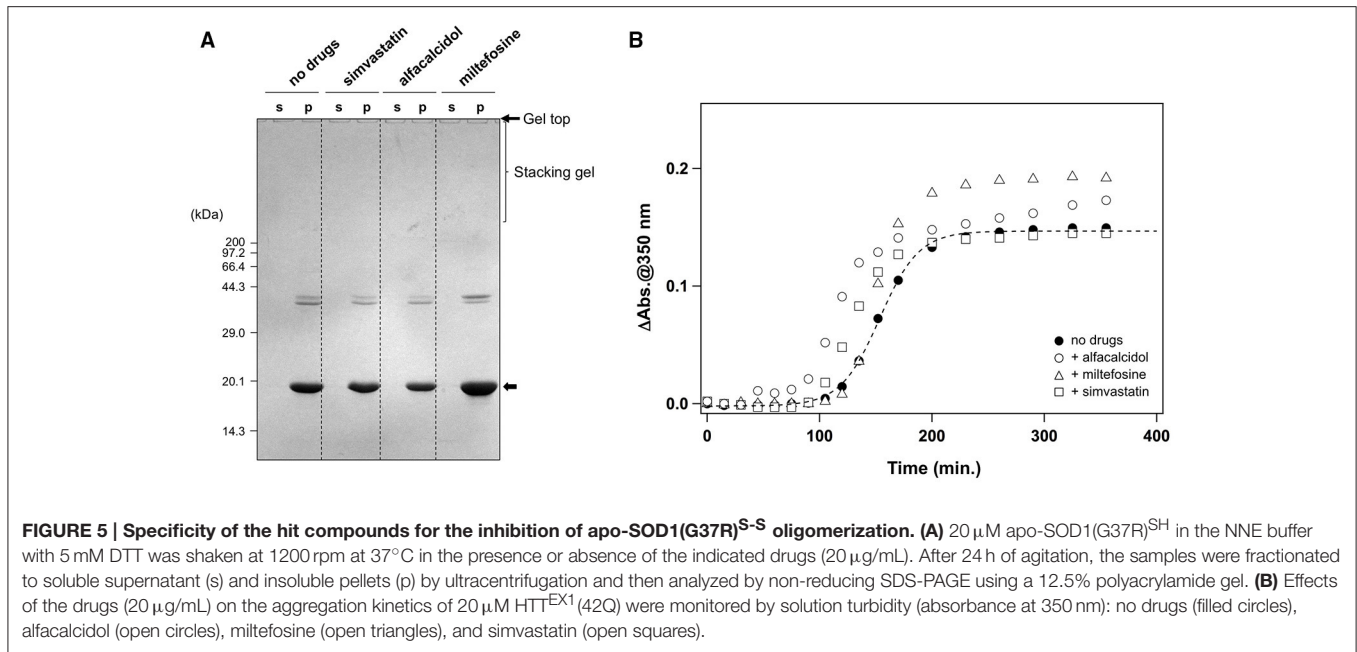 A
no drugs simvastatin alfacalcidol miltefosine
s p s p s p s p
Gel top
Stacking gel
(kDa)
200
97.2
66.4
44.3
29.0
20.1
14.3
B
ΔAbs.@350 nm
0.2
0.1
0.0
no drugs
+ alfacalcidol
+ miltefosine
+ simvastatin
0 100 200 300 400
Time (min.)
FIGURE 5 | Specificity of the hit compounds for the inhibition of apo-SOD1(G37R)S-S oligomerization. (A) 20 μM apo-SOD1(G37R)SH in the NNE buffer
with 5 mM DTT was shaken at 1200 rpm at 37°C in the presence or absence of the indicated drugs (20 μg/mL). After 24 h of agitation, the samples were fractionated
to soluble supernatant (s) and insoluble pellets (p) by ultracentrifugation and then analyzed by non-reducing SDS-PAGE using a 12.5% polyacrylamide gel. (B) Effects
of the drugs (20 μg/mL) on the aggregation kinetics of 20 μM HTTEX1(42Q) were monitored by solution turbidity (absorbance at 350 nm): no drugs (filled circles),
alfacalcidol (open circles), miltefosine (open triangles), and simvastatin (open squares).